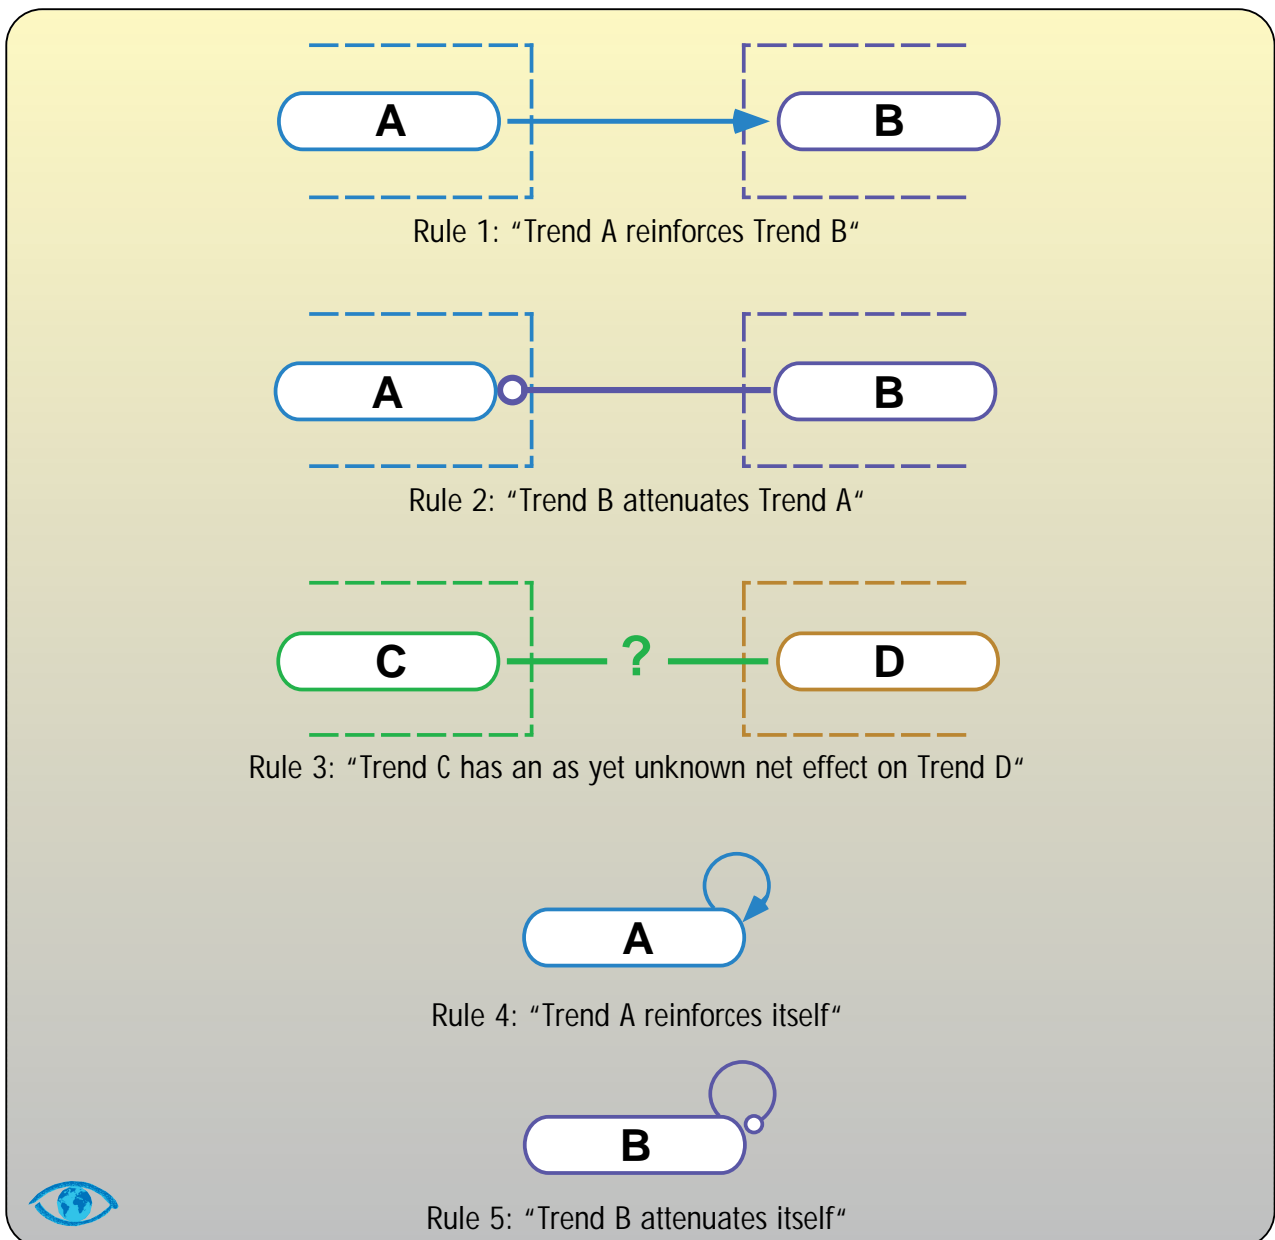 A B
Rule 1: “Trend A reinforces Trend B“
A B
Rule 2: “Trend B attenuates Trend A“
C ? D
Rule 3: “Trend C has an as yet unknown net effect on Trend D“
A
Rule 4: “Trend A reinforces itself“
B
Rule 5: “Trend B attenuates itself“